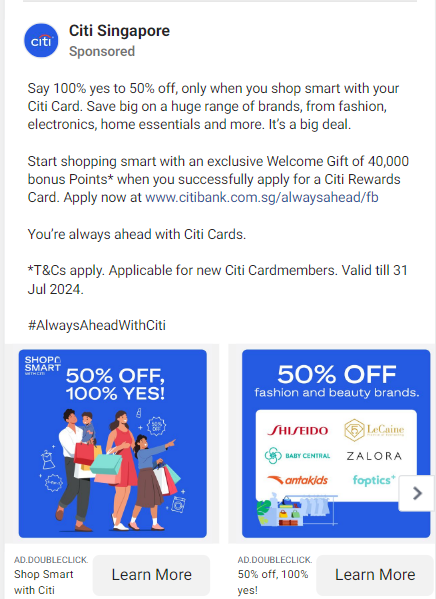 citi
Citi Singapore
Sponsored
Say 100% yes to 50% off, only when you shop smart with your
Citi Card. Save big on a huge range of brands, from fashion,
electronics, home essentials and more. It's a big deal.
Start shopping smart with an exclusive Welcome Gift of 40,000
bonus Points* when you successfully apply for a Citi Rewards
Card. Apply now at www.citibank.com.sg/alwaysahead/fb
You're always ahead with Citi Cards.
*T&Cs apply. Applicable for new Citi Cardmembers. Valid till 31
Jul 2024.
#AlwaysAheadWithCiti
SHOP
SMART
WITH CITI
50% OFF,
100% YES!
50%
OFF
50% OFF
fashion and beauty brands.
SHISEIDO
LeCaine
BABY CENTRAL
ZALORA
antakids
foptics+
AD.DOUBLECLICK.
Shop Smart
with Citi
Learn More
AD.DOUBLECLICK.
50% off, 100%
yes!
Learn More